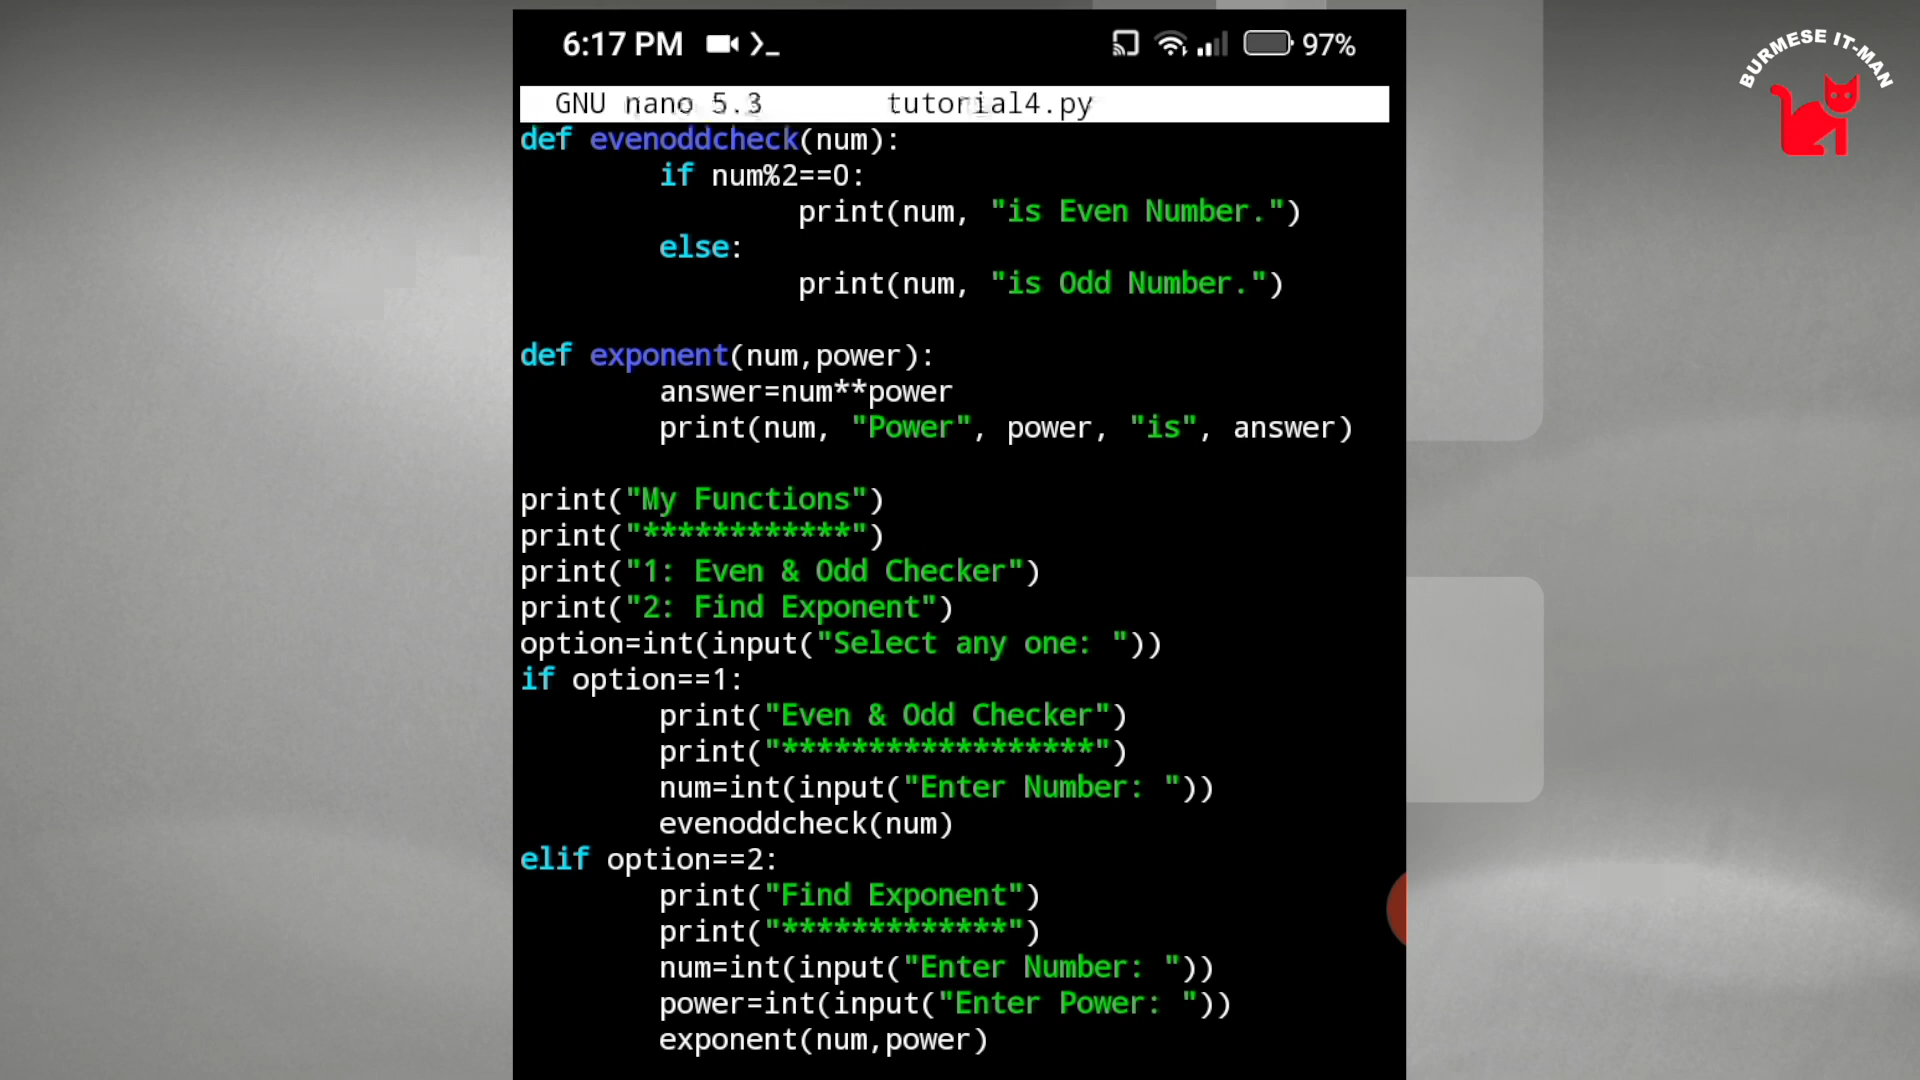 6:17 PM 97%
BURMESE IT-MAN
GNU nano 5.3 tutorial4.py
def evenoddcheck(num):
if num%2==0:
print(num, "is Even Number.")
else:
print(num, "is Odd Number.")
def exponent(num,power):
answer=num**power
print(num, "Power", power, "is", answer)
print("My Functions")
print("************")
print("1: Even & Odd Checker")
print("2: Find Exponent")
option=int(input("Select any one: "))
if option==1:
print("Even & Odd Checker")
print("******************")
num=int(input("Enter Number: "))
evenoddcheck(num)
elif option==2:
print("Find Exponent")
print("*************")
num=int(input("Enter Number: "))
power=int(input("Enter Power: "))
exponent(num,power)